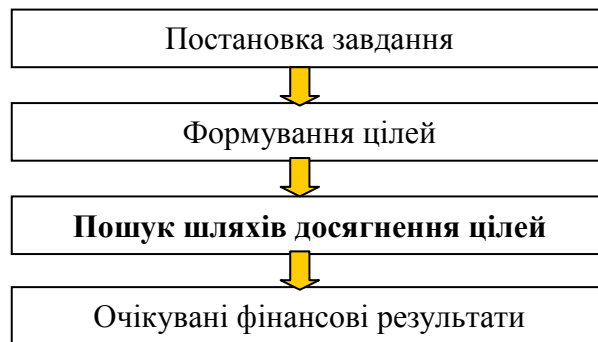 Постановка завдання
Формування цілей
Пошук шляхів досягнення цілей
Очікувані фінансові результати